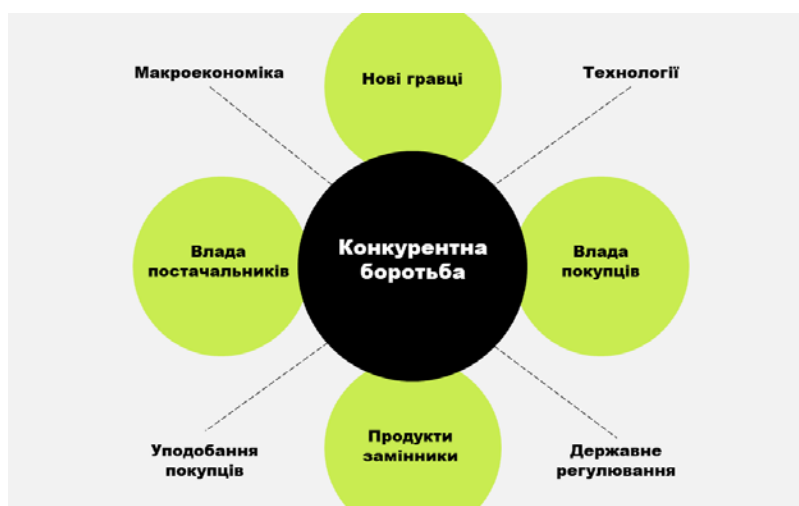 Макроекономіка
Нові гравці
Технології
Влада
постачальників
Конкурентна
боротьба
Влада
покупців
Уподобання
покупців
Продукти
замінники
Державне
регулювання